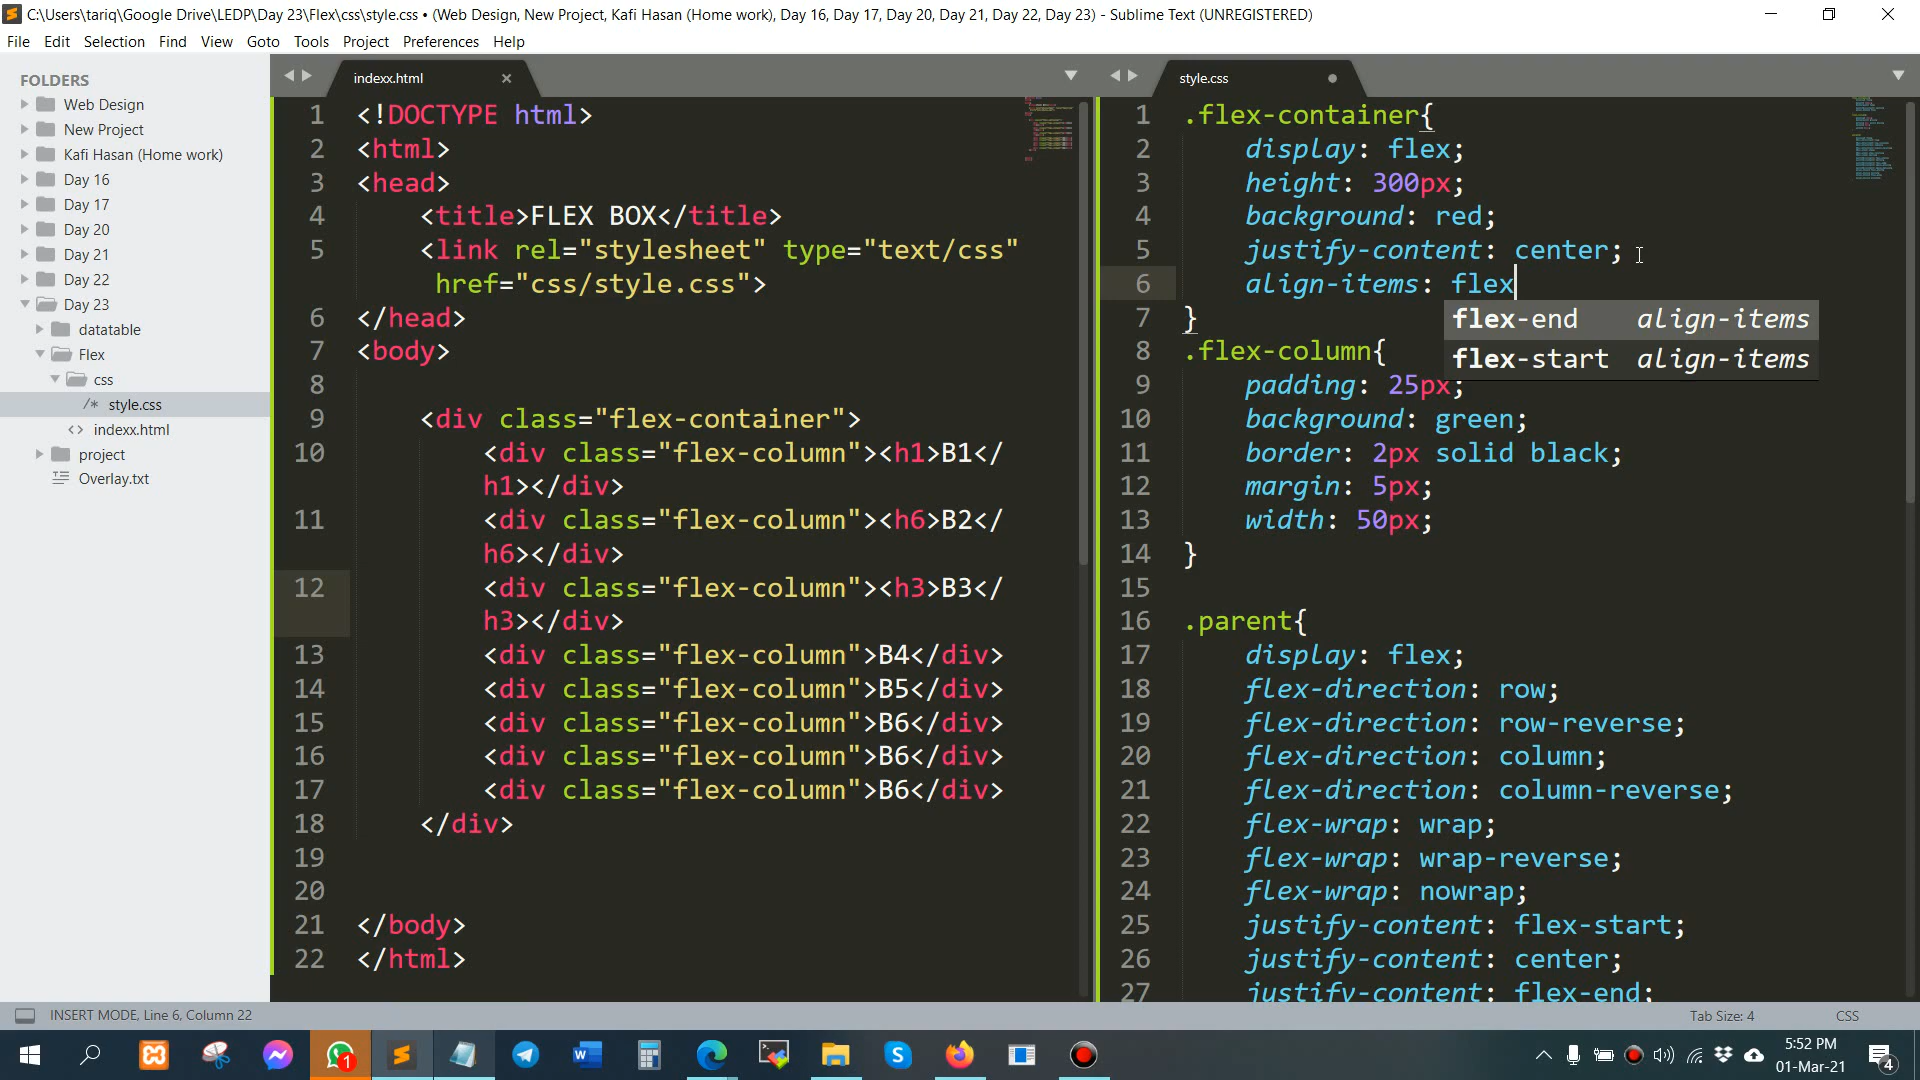 C:\Users\tariq\Google Drive\LEDP\Day 23\Flex\css\style.css • (Web Design, New Project, Kafi Hasan (Home work), Day 16, Day 17, Day 20, Day 21, Day 22, Day 23) - Sublime Text (UNREGISTERED)
File Edit Selection Find View Goto Tools Project Preferences Help
FOLDERS
Web Design
New Project
Kafi Hasan (Home work)
Day 16
Day 17
Day 20
Day 21
Day 22
Day 23
datatable
Flex
css
/* style.css
<> indexx.html
project
Overlay.txt
indexx.html
1 <!DOCTYPE html>
2 <html>
3 <head>
4 <title>FLEX BOX</title>
5 <link rel="stylesheet" type="text/css"
href="css/style.css">
6 </head>
7 <body>
8
9 <div class="flex-container">
10 <div class="flex-column"><h1>B1</
h1></div>
11 <div class="flex-column"><h6>B2</
h6></div>
12 <div class="flex-column"><h3>B3</
h3></div>
13 <div class="flex-column">B4</div>
14 <div class="flex-column">B5</div>
15 <div class="flex-column">B6</div>
16 <div class="flex-column">B6</div>
17 <div class="flex-column">B6</div>
18 </div>
19
20
21 </body>
22 </html>
style.css
1 .flex-container{
2 display: flex;
3 height: 300px;
4 background: red;
5 justify-content: center;
6 align-items: flex
flex-end align-items
flex-start align-items
7 }
8 .flex-column{
9 padding: 25px;
10 background: green;
11 border: 2px solid black;
12 margin: 5px;
13 width: 50px;
14 }
15
16 .parent{
17 display: flex;
18 flex-direction: row;
19 flex-direction: row-reverse;
20 flex-direction: column;
21 flex-direction: column-reverse;
22 flex-wrap: wrap;
23 flex-wrap: wrap-reverse;
24 flex-wrap: nowrap;
25 justify-content: flex-start;
26 justify-content: center;
27 justify-content: flex-end;
INSERT MODE, Line 6, Column 22
Tab Size: 4
CSS
1
5:52 PM
01-Mar-21
4